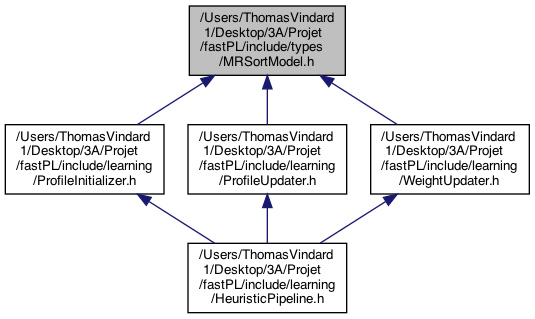 /Users/ThomasVindard
1/Desktop/3A/Projet
/fastPL/include/types
/MRSortModel.h
/Users/ThomasVindard
1/Desktop/3A/Projet
/fastPL/include/learning
/ProfileInitializer.h
/Users/ThomasVindard
1/Desktop/3A/Projet
/fastPL/include/learning
/ProfileUpdater.h
/Users/ThomasVindard
1/Desktop/3A/Projet
/fastPL/include/learning
/WeightUpdater.h
/Users/ThomasVindard
1/Desktop/3A/Projet
/fastPL/include/learning
/HeuristicPipeline.h